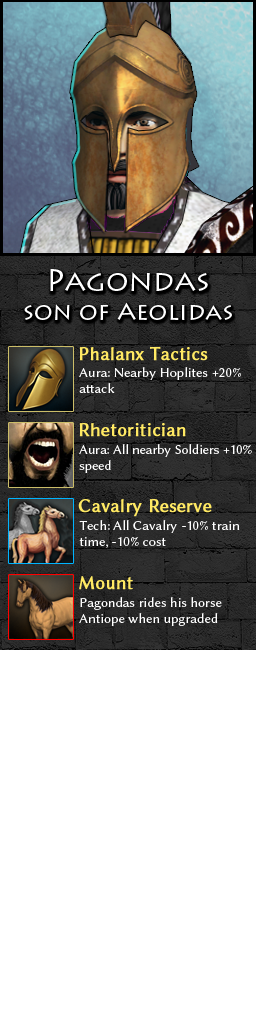 Pagondas
son of Aeolidas
Phalanx Tactics
Aura: Nearby Hoplites +20%
attack
Rhetoritician
Aura: All nearby Soldiers +10%
speed
Cavalry Reserve
Tech: All Cavalry -10% train
time, -10% cost
Mount
Pagondas rides his horse
Antiope when upgraded